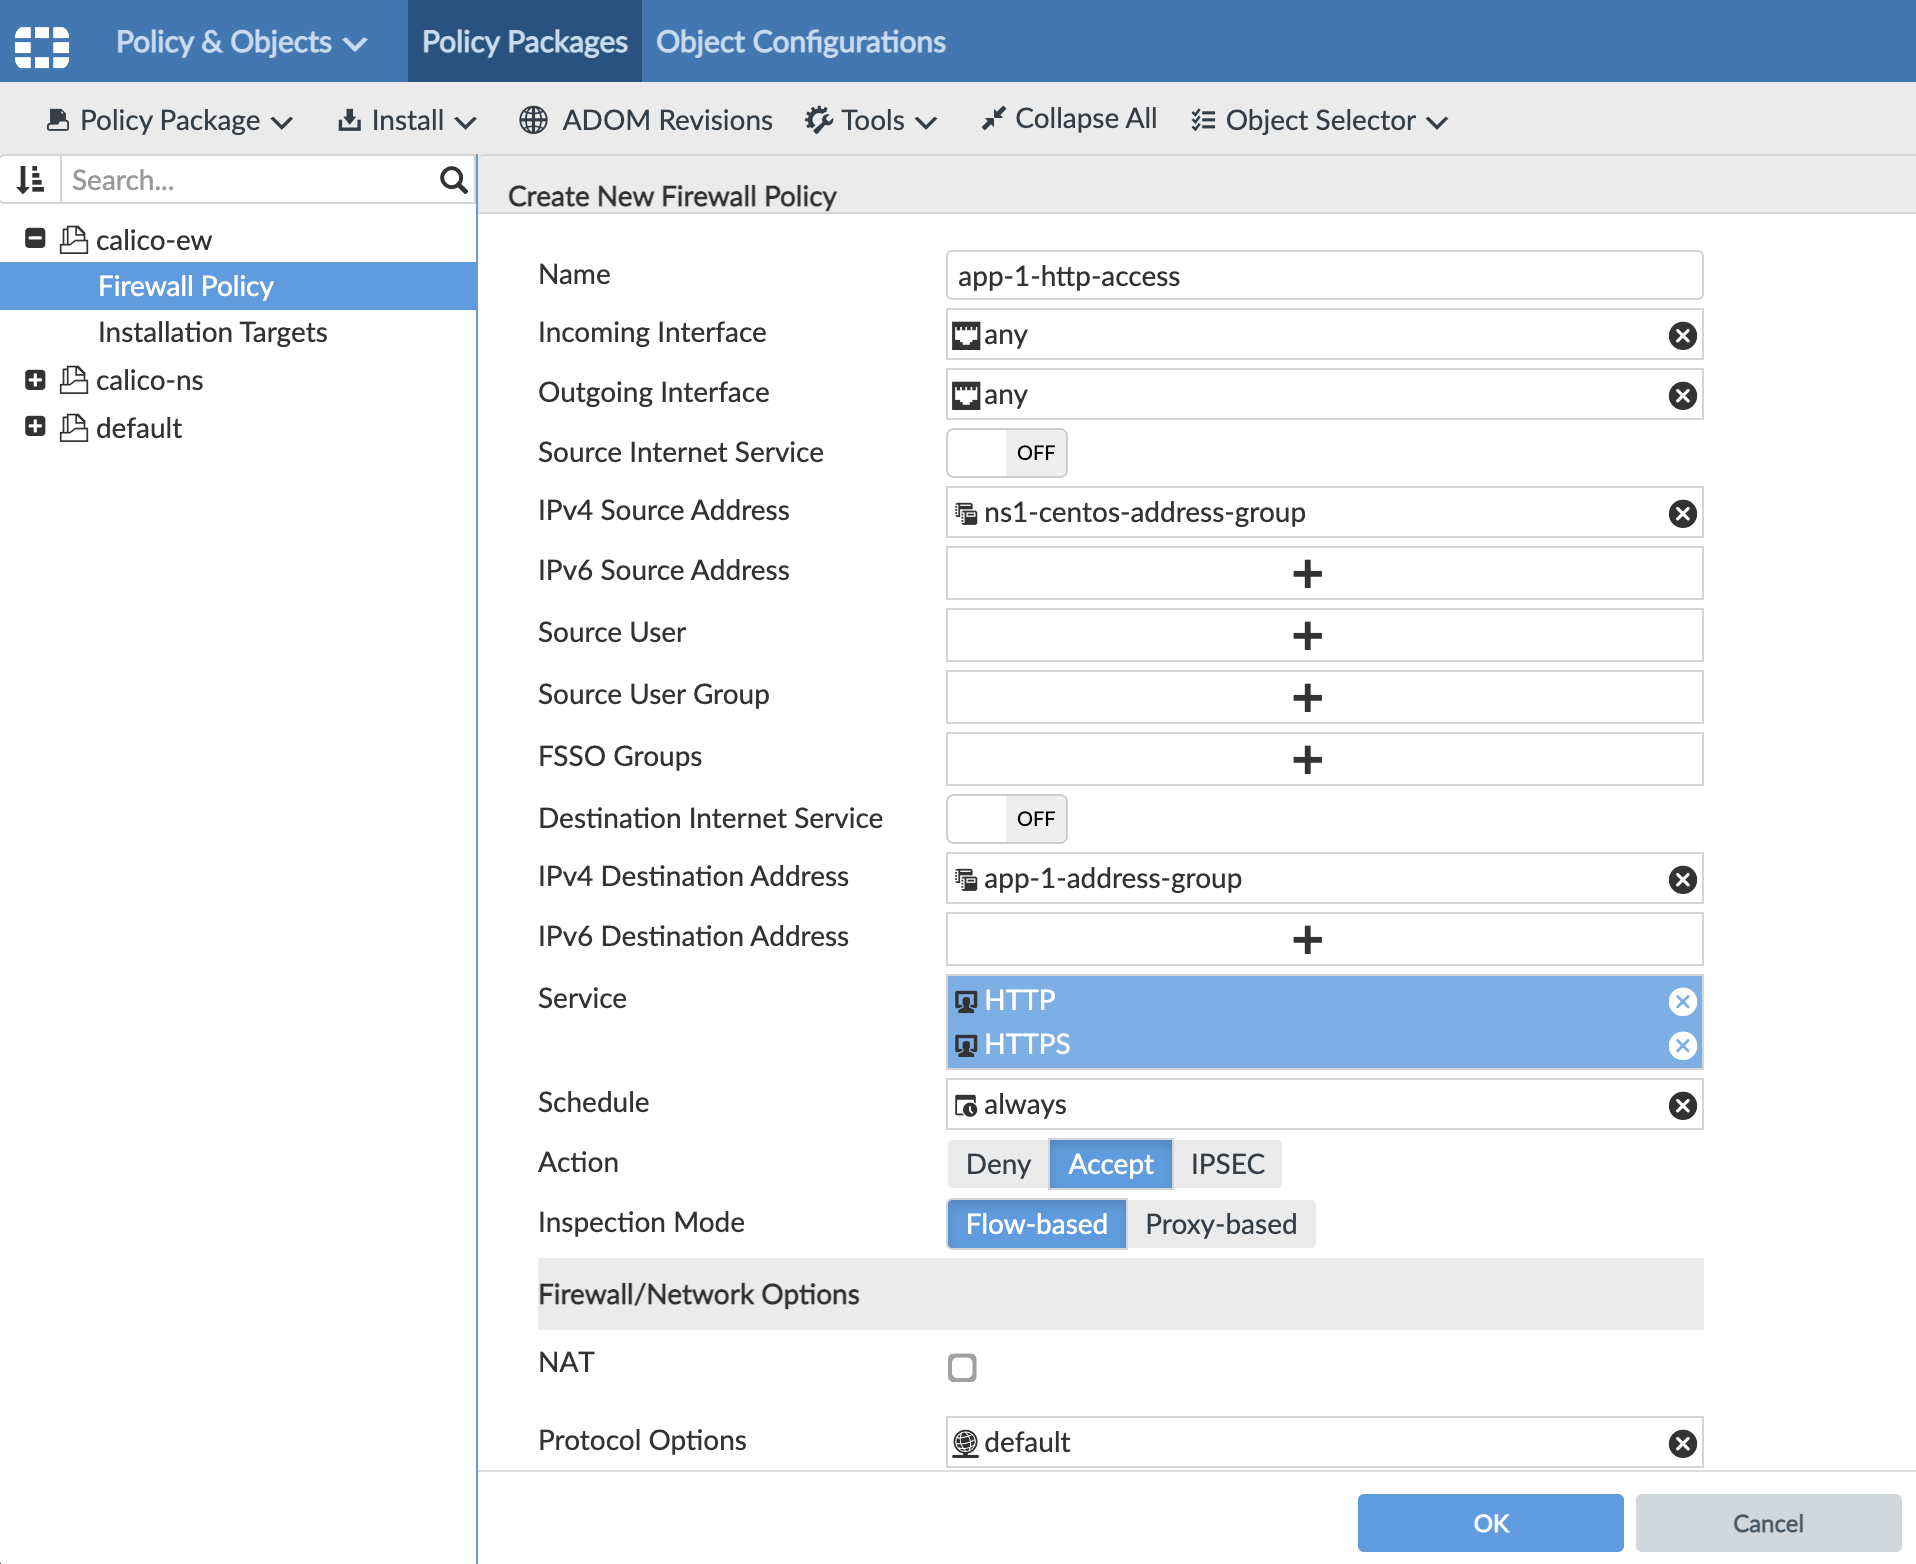 Policy & Objects
Policy Packages
Object Configurations
Policy Package
Install
ADOM Revisions
Tools
Collapse All
Object Selector
Search...
calico-ew
Firewall Policy
Installation Targets
calico-ns
default
Create New Firewall Policy
Name
app-1-http-access
Incoming Interface
any
Outgoing Interface
any
Source Internet Service
OFF
IPv4 Source Address
ns1-centos-address-group
IPv6 Source Address
Source User
Source User Group
FSSO Groups
Destination Internet Service
OFF
IPv4 Destination Address
app-1-address-group
IPv6 Destination Address
Service
HTTP
HTTPS
Schedule
always
Action
Deny
Accept
IPSEC
Inspection Mode
Flow-based
Proxy-based
Firewall/Network Options
NAT
Protocol Options
default
OK
Cancel